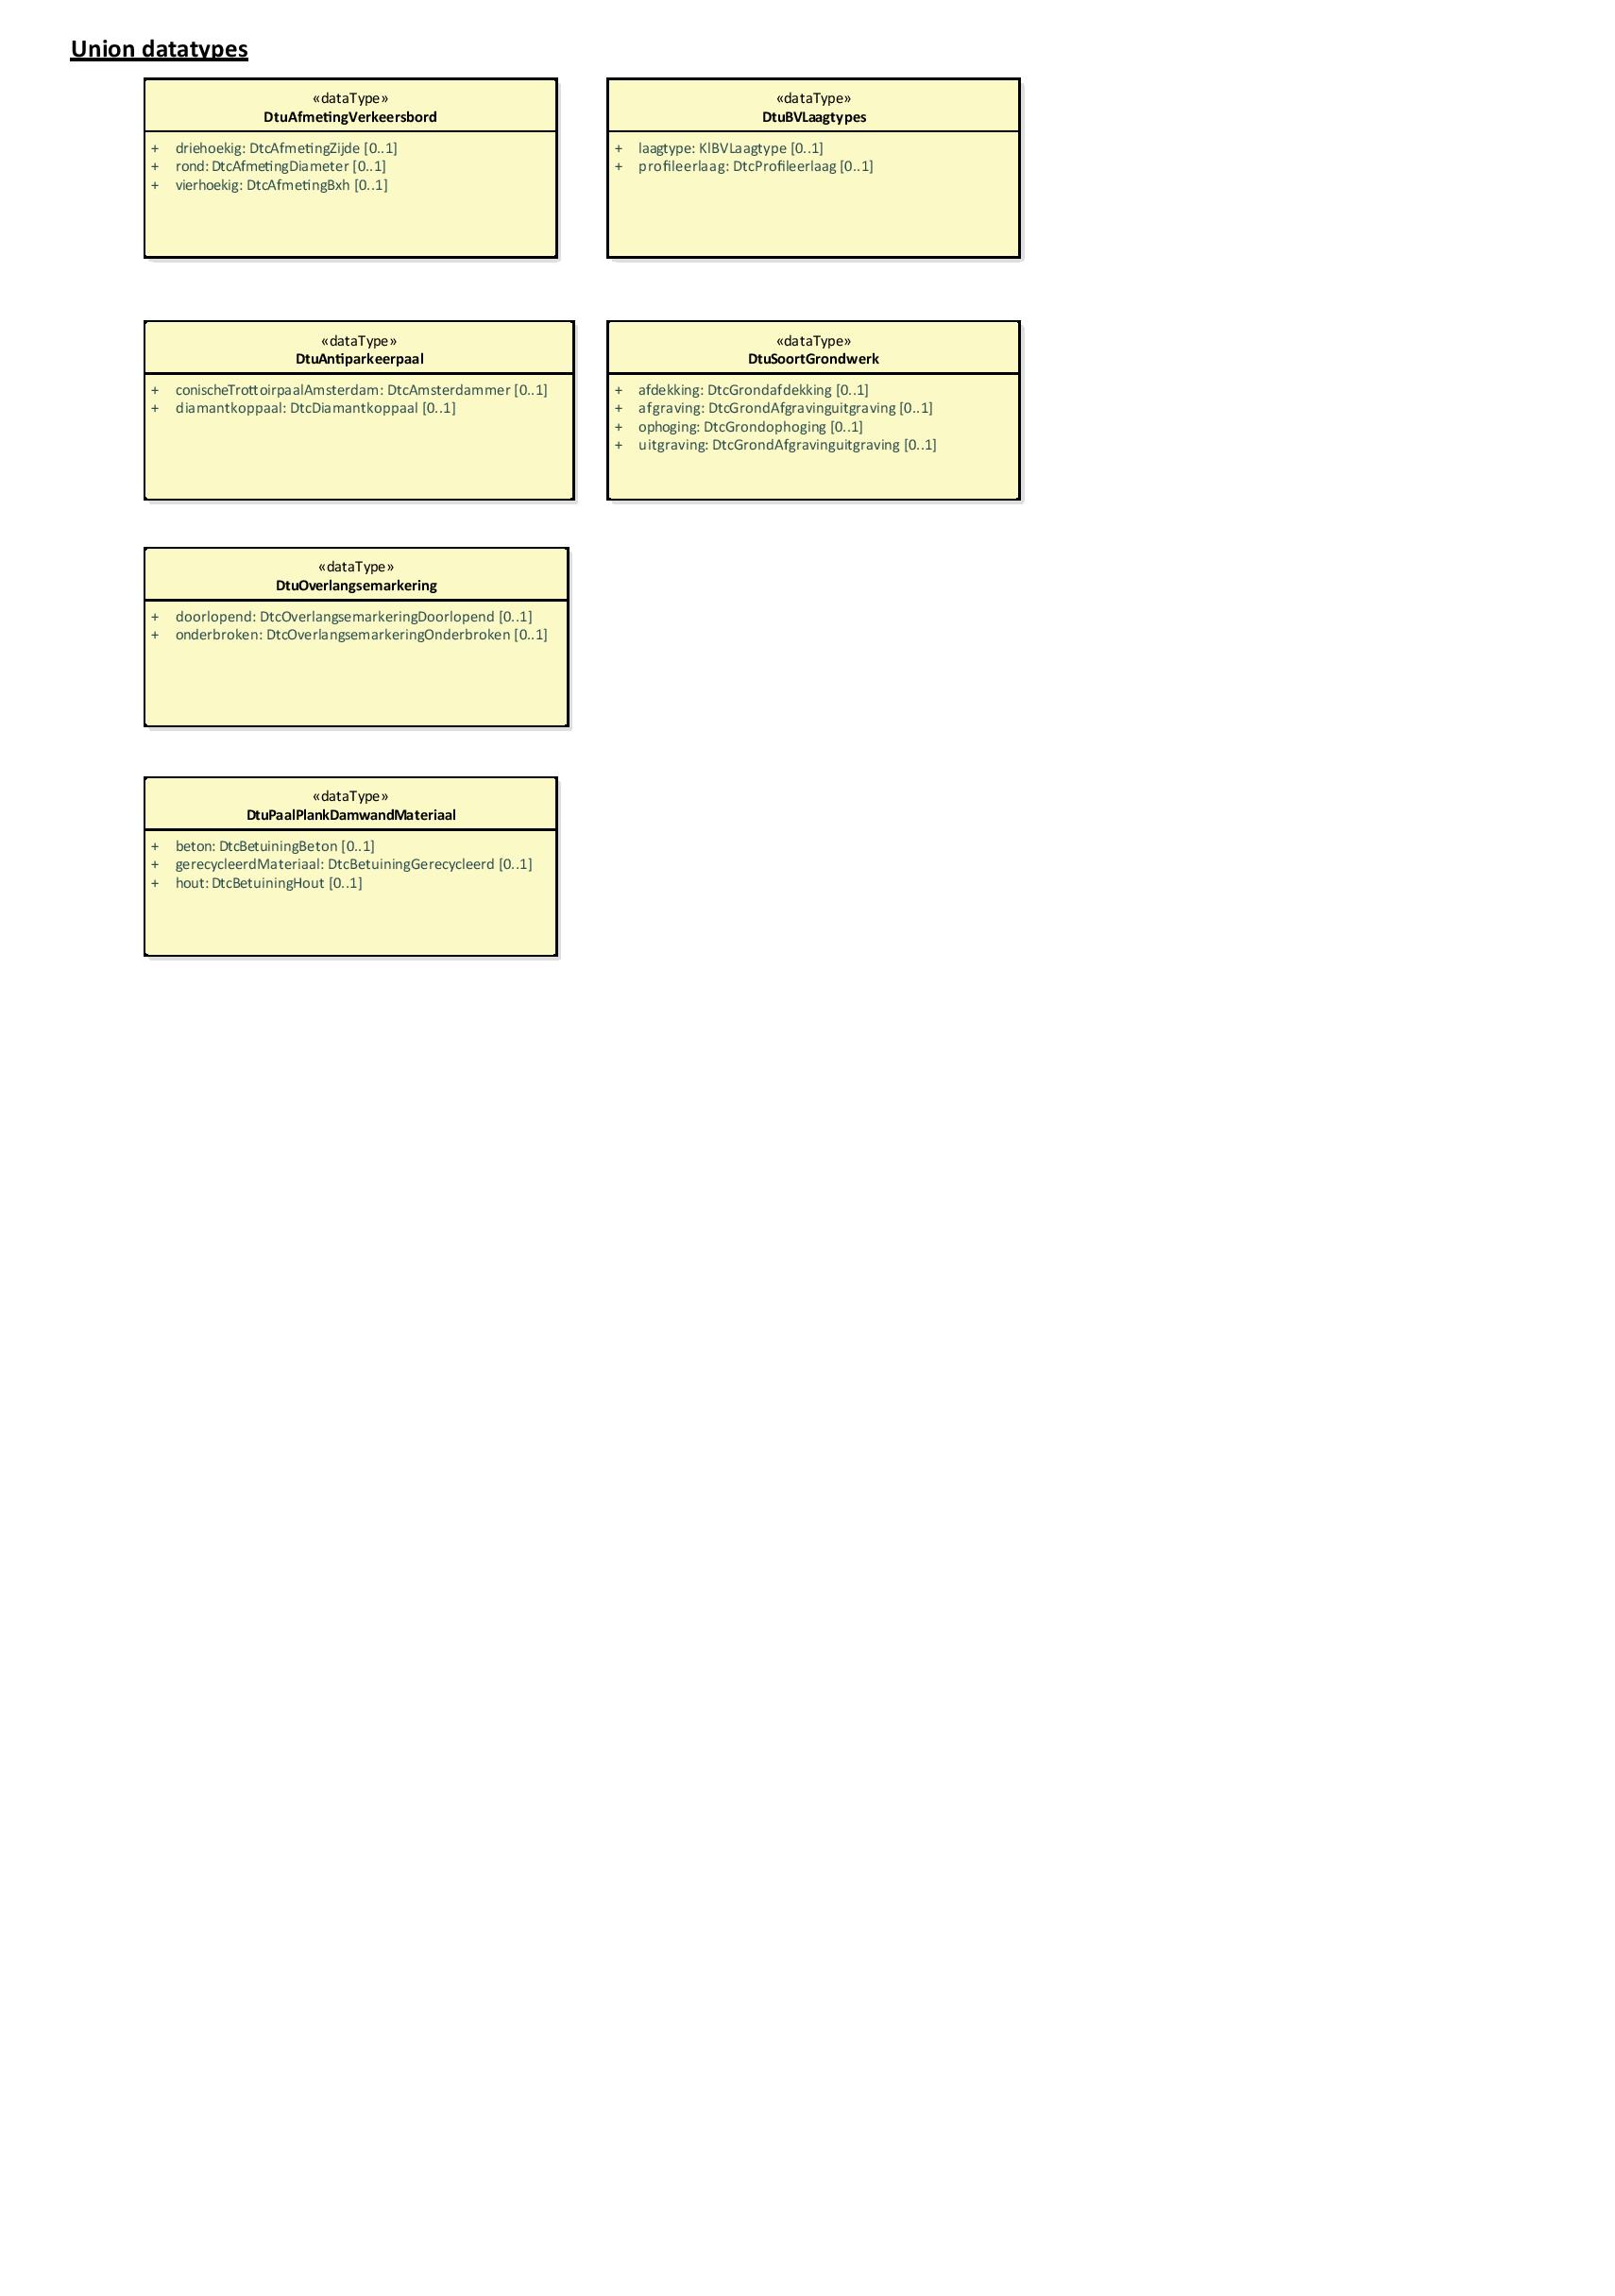 Union datatypes
«dataType»
DtuAfmetingVerkeersbord
+ driehoekig: DtcAfmetingZijde [0..1]
+ rond: DtcAfmetingDiameter [0..1]
+ vierhoekig: DtcAfmetingBxh [0..1]
«dataType»
DtuBVLaagtypes
+ laagtype: KlBVLaagtype [0..1]
+ profileerlaag: DtcProfileerlaag [0..1]
«dataType»
DtuAntiparkeerpaal
+ conischeTrottoirpaalAmsterdam: DtcAmsterdammer [0..1]
+ diamantkoppaal: DtcDiamantkoppaal [0..1]
«dataType»
DtuSoortGrondwerk
+ afdekking: DtcGrondafdekking [0..1]
+ afgraving: DtcGrondAfgravinguitgraving [0..1]
+ ophoging: DtcGrondophoging [0..1]
+ uitgraving: DtcGrondAfgravinguitgraving [0..1]
«dataType»
DtuOverlangsemarkering
+ doorlopend: DtcOverlangsemarkeringDoorlopend [0..1]
+ onderbroken: DtcOverlangsemarkeringOnderbroken [0..1]
«dataType»
DtuPaalPlankDamwandMateriaal
+ beton: DtcBetuiningBeton [0..1]
+ gerecycleerdMateriaal: DtcBetuiningGerecycleerd [0..1]
+ hout: DtcBetuiningHout [0..1]